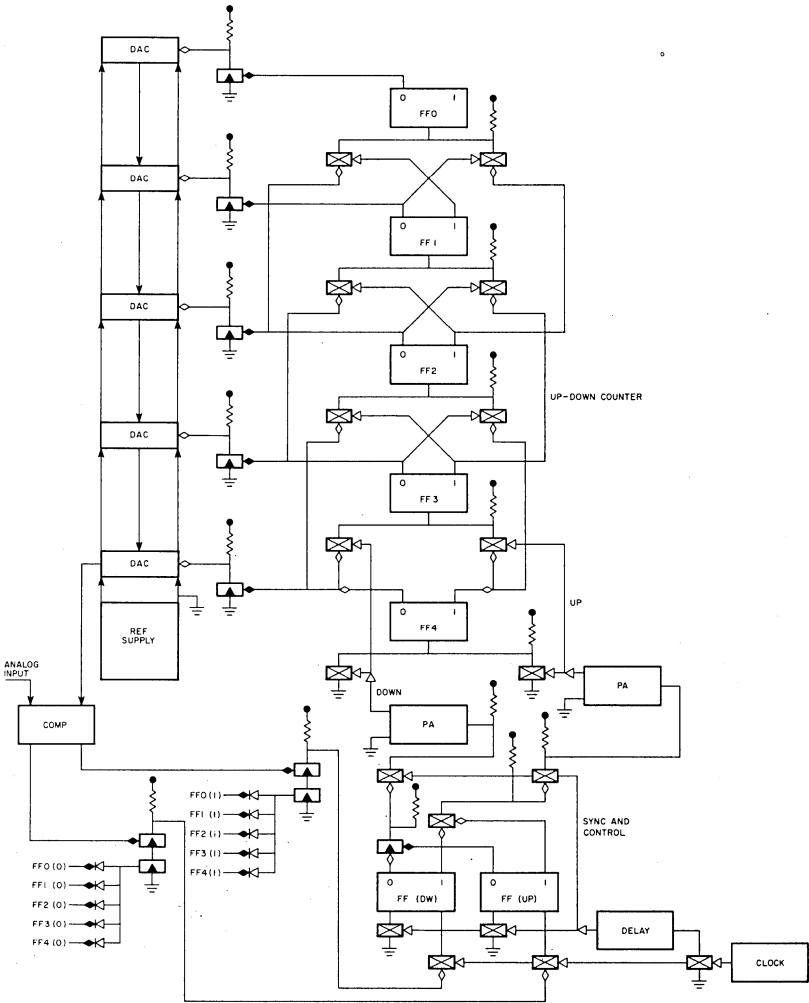 DAC
0 1
FF0
DAC
0 1
FF1
DAC
0 1
FF2
UP-DOWN COUNTER
DAC
0 1
FF3
DAC
UP
0 1
FF4
REF
SUPPLY
ANALOG
INPUT
DOWN
PA
PA
COMP
FF0(1)
FF1(1)
FF2(1)
FF3(1)
FF4(1)
SYNC AND
CONTROL
FF0(0)
FF1(0)
FF2(0)
FF3(0)
FF4(0)
0 1
FF (DW)
0 1
FF (UP)
DELAY
CLOCK